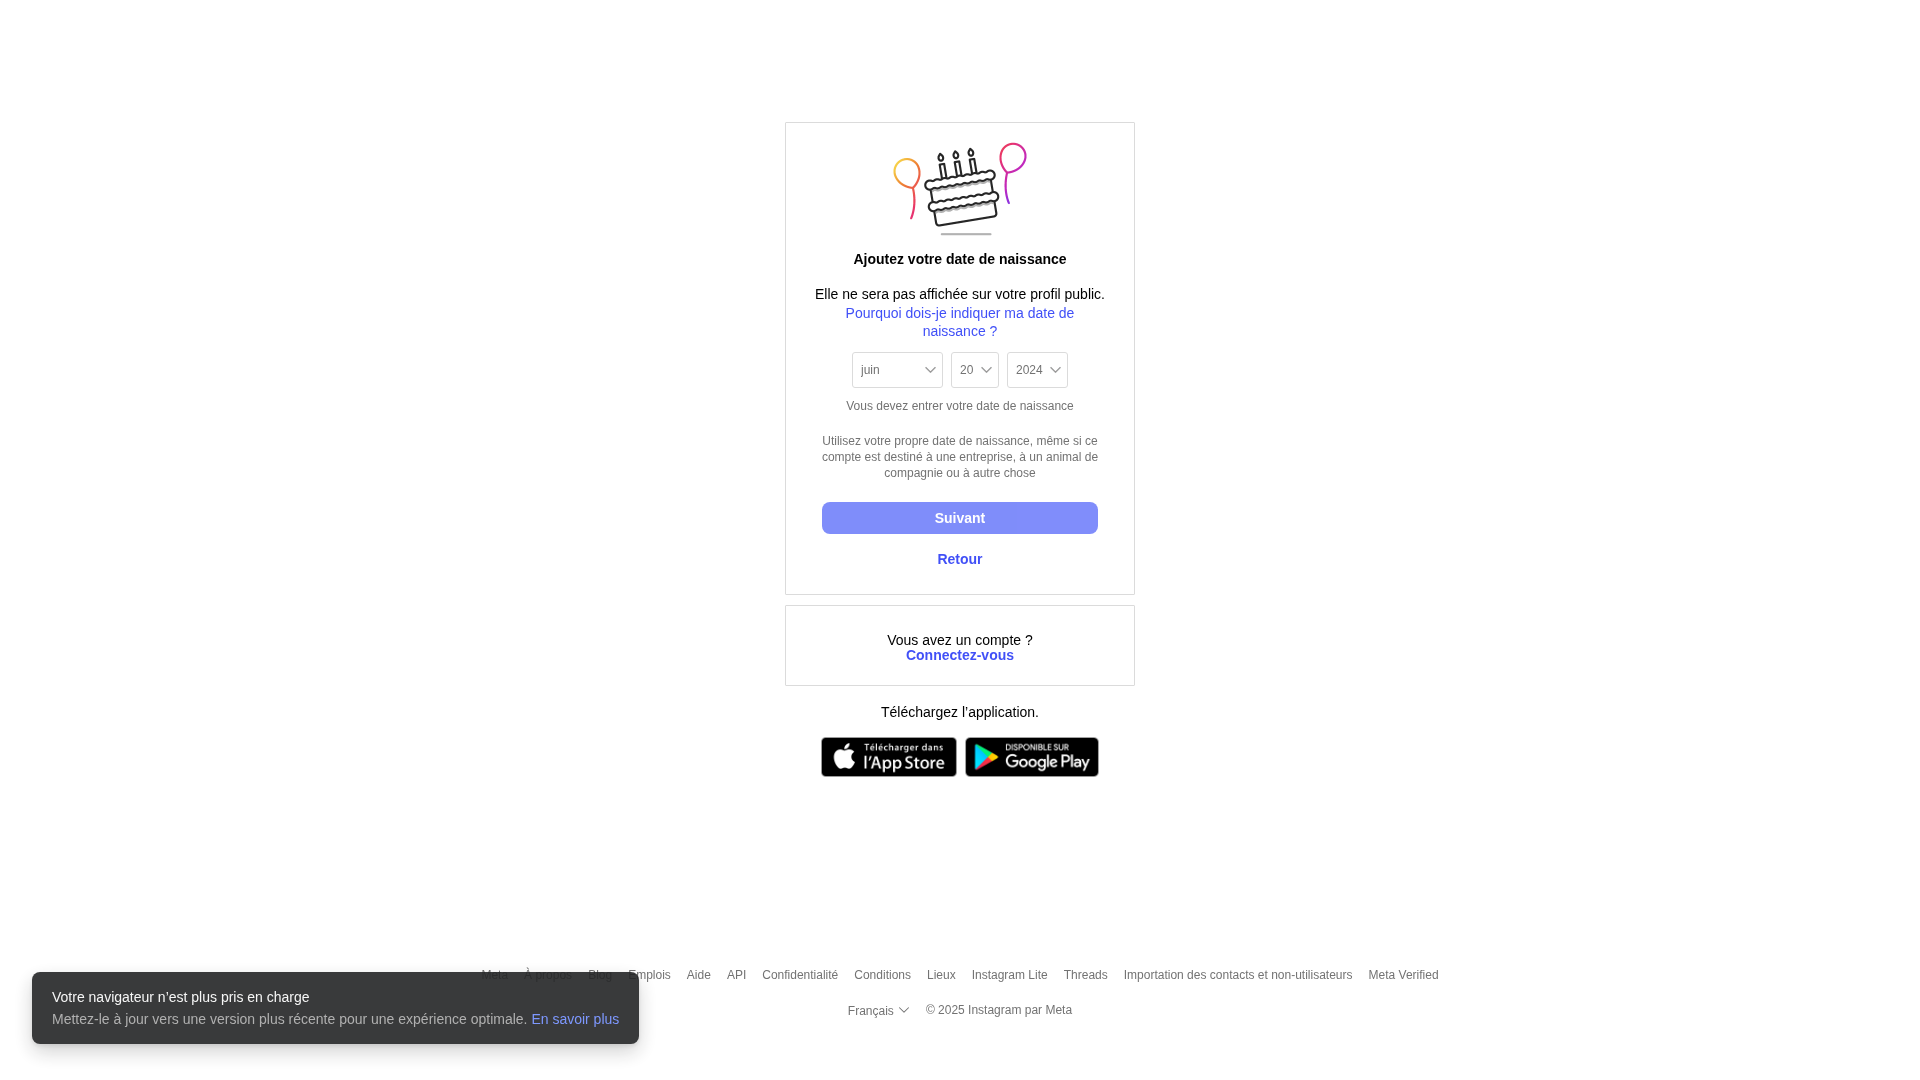 Ajoutez votre date de naissance
Elle ne sera pas affichée sur votre profil public.
Pourquoi dois-je indiquer ma date de
naissance ?
juin
20
2024
Vous devez entrer votre date de naissance
Utilisez votre propre date de naissance, même si ce
compte est destiné à une entreprise, à un animal de
compagnie ou à autre chose
Suivant
Retour
Vous avez un compte ?
Connectez-vous
Téléchargez l’application.
Télécharger dans
l'App Store
DISPONIBLE SUR
Google Play
Meta À propos Blog Emplois Aide API Confidentialité Conditions Lieux Instagram Lite Threads Importation des contacts et non-utilisateurs Meta Verified
Français © 2025 Instagram par Meta
Votre navigateur n’est plus pris en charge
Mettez-le à jour vers une version plus récente pour une expérience optimale. En savoir plus